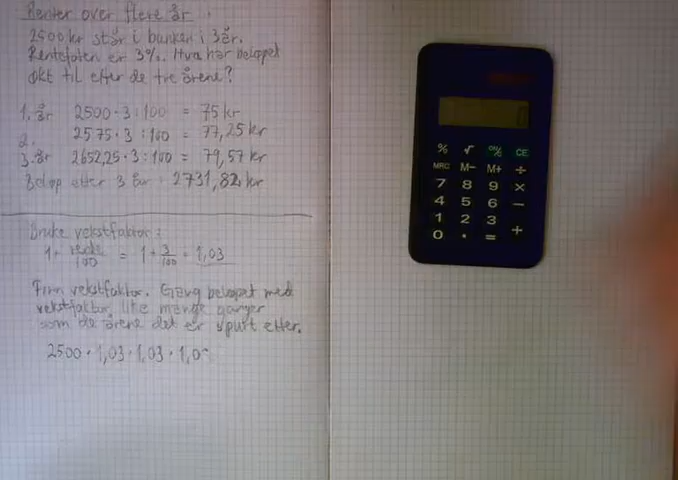 Renter over flere år.
2500 kr står i banken i 3 år.
Rentefoten er 3%. Hva har beløpet
økt til etter de tre årene?
1. år 2500 · 3 : 100 = 75 kr
2. 2575 · 3 : 100 = 77,25 kr
3. år 2652,25 · 3 : 100 = 79,57 kr
Beløp etter 3 år : 2731,82 kr
Bruke vekstfaktor:
1 + rente/100 = 1 + 3/100 = 1,03
Finn vekstfaktor. Gang beløpet med
vekstfaktor like mange ganger
som de årene det er spurt etter.
2500 · 1,03 · 1,03 · 1,0
0
% √ CE
MRC M− M+ ÷
7 8 9 ×
4 5 6 −
1 2 3 +
0 . =